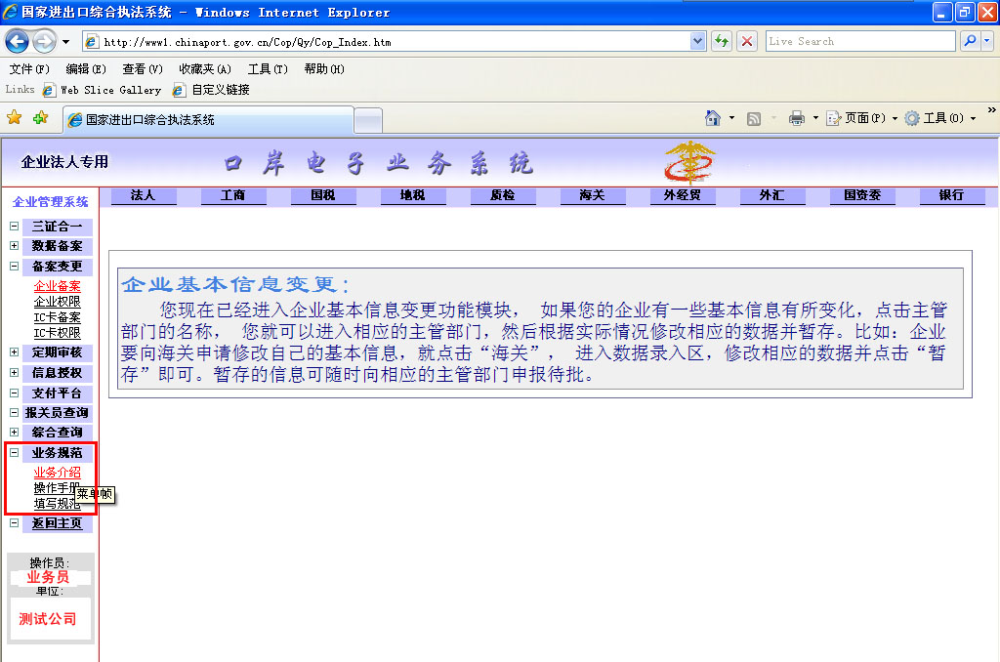 国家进出口综合执法系统 - Windows Internet Explorer
http://www1.chinaport.gov.cn/Cop/Qy/Cop_Index.htm
Live Search
文件(F) 编辑(E) 查看(V) 收藏夹(A) 工具(T) 帮助(H)
Links Web Slice Gallery 自定义链接
国家进出口综合执法系统
页面(P) 工具(O) »
企业法人专用
口岸电子业务系统
企业管理系统
法人 工商 国税 地税 质检 海关 外经贸 外汇 国资委 银行
三证合一
数据备案
备案变更
企业备案
企业权限
IC卡备案
IC卡权限
定期审核
信息授权
支付平台
报关员查询
综合查询
业务规范
业务介绍
操作手册
菜单帧
填写规范
返回主页
操作员:
业务员
单位:
测试公司
企业基本信息变更:
您现在已经进入企业基本信息变更功能模块， 如果您的企业有一些基本信息有所变化，点击主管
部门的名称， 您就可以进入相应的主管部门，然后根据实际情况修改相应的数据并暂存。比如：企业
要向海关申请修改自己的基本信息，就点击“海关”， 进入数据录入区，修改相应的数据并点击“暂
存”即可。暂存的信息可随时向相应的主管部门申报待批。